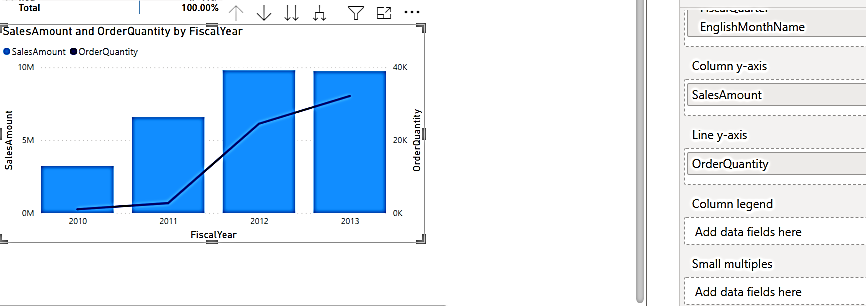 Total 100.00%
SalesAmount and OrderQuantity by FiscalYear
SalesAmount OrderQuantity
10M
5M
0M
SalesAmount
40K
20K
0K
OrderQuantity
2010 2011 2012 2013
FiscalYear
FiscalQuarter
EnglishMonthName
Column y-axis
SalesAmount
Line y-axis
OrderQuantity
Column legend
Add data fields here
Small multiples
Add data fields here